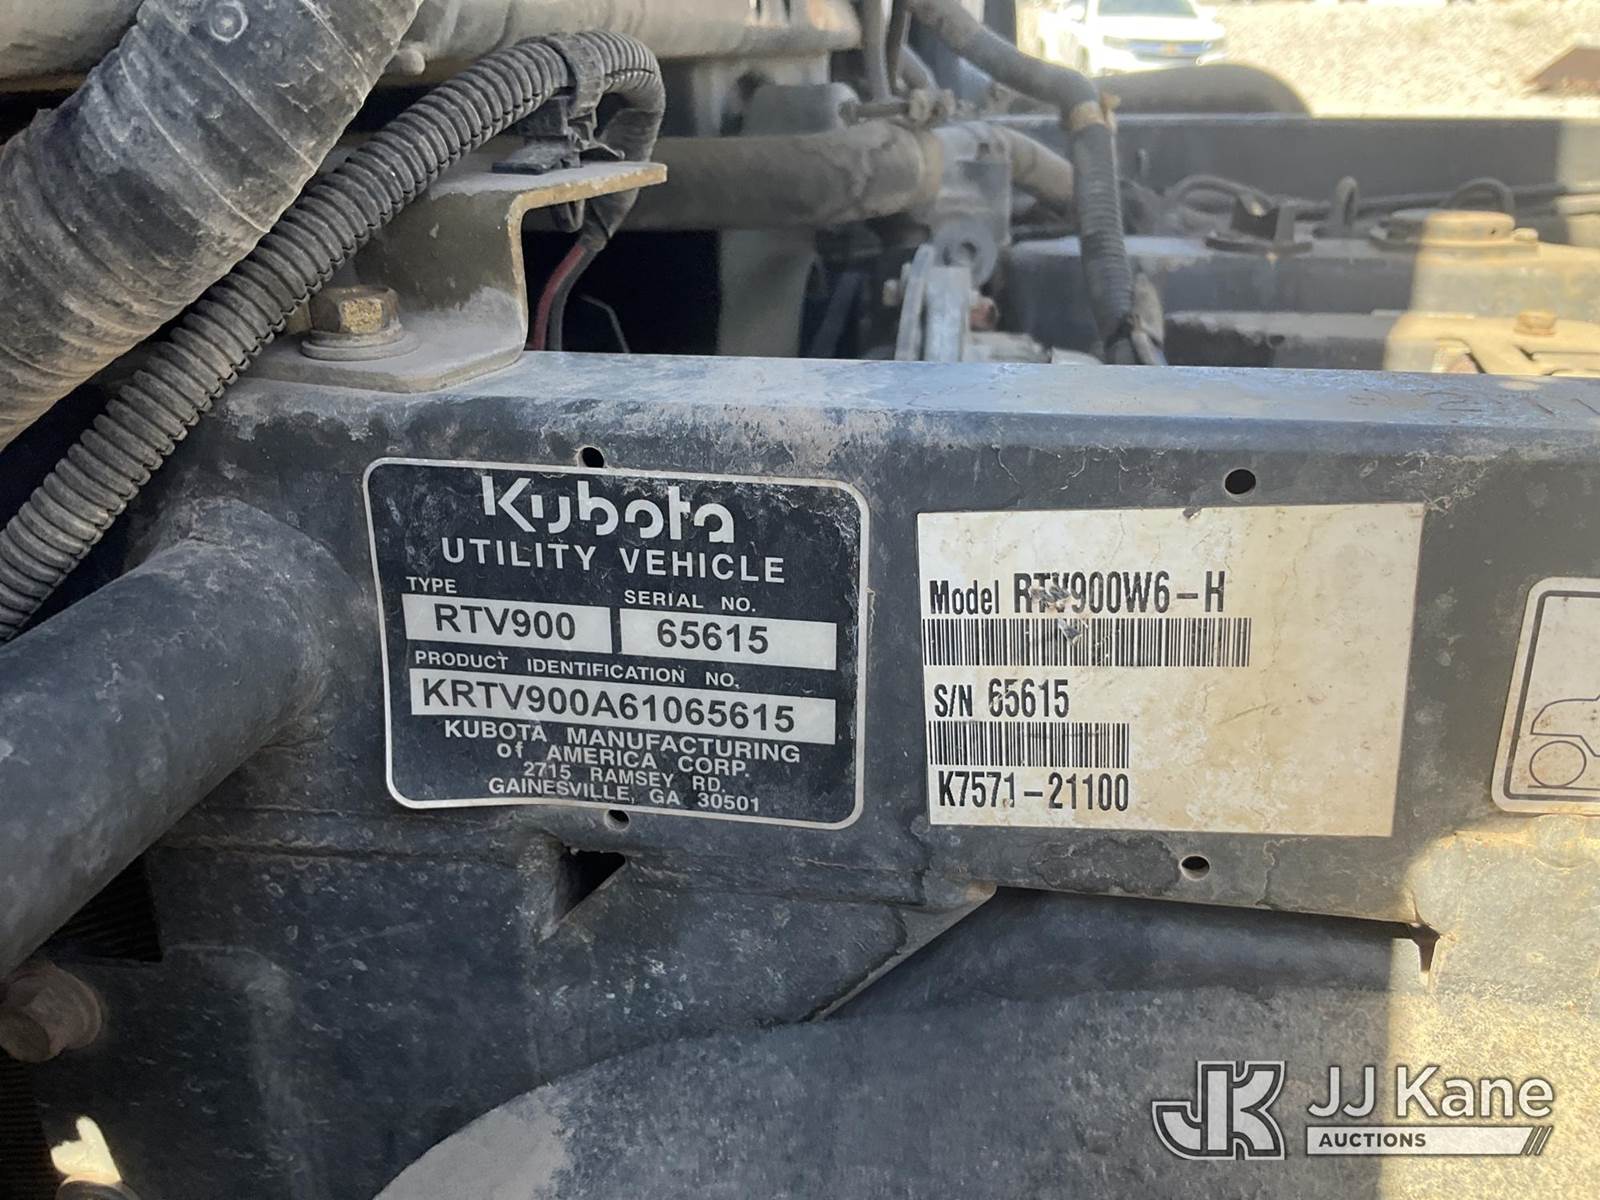 Kubota
UTILITY VEHICLE
TYPE
SERIAL NO.
RTV900
65615
PRODUCT IDENTIFICATION NO.
KRTV900A61065615
KUBOTA MANUFACTURING
of AMERICA CORP.
2715 RAMSEY RD.
GAINESVILLE, GA 30501
Model RTV900W6-H
S/N 65615
K7571-21100
JK
JJ Kane
AUCTIONS